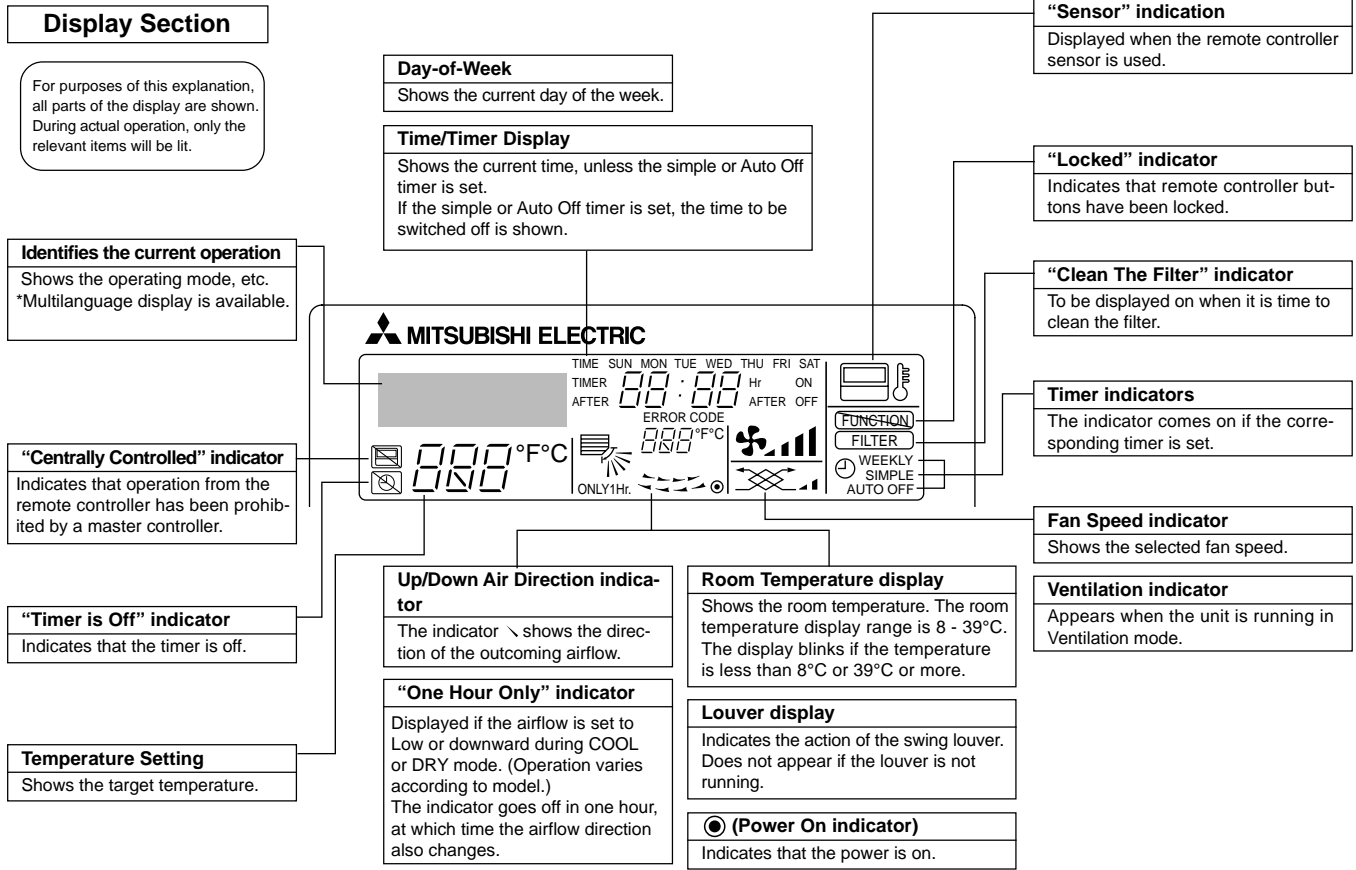 Display Section
For purposes of this explanation,
all parts of the display are shown.
During actual operation, only the
relevant items will be lit.
Identifies the current operation
Shows the operating mode, etc.
*Multilanguage display is available.
"Centrally Controlled" indicator
Indicates that operation from the
remote controller has been prohib-
ited by a master controller.
"Timer is Off" indicator
Indicates that the timer is off.
Temperature Setting
Shows the target temperature.
Day-of-Week
Shows the current day of the week.
Time/Timer Display
Shows the current time, unless the simple or Auto Off
timer is set.
If the simple or Auto Off timer is set, the time to be
switched off is shown.
MITSUBISHI ELECTRIC
TIME SUN MON TUE WED THU FRI SAT
TIMER 88:88 Hr ON
AFTER AFTER OFF
ERROR CODE
°F°C
°F°C
ONLY1Hr.
FUNCTION
FILTER
WEEKLY
SIMPLE
AUTO OFF
Up/Down Air Direction indica-
tor
The indicator shows the direc-
tion of the outcoming airflow.
"One Hour Only" indicator
Displayed if the airflow is set to
Low or downward during COOL
or DRY mode. (Operation varies
according to model.)
The indicator goes off in one hour,
at which time the airflow direction
also changes.
Room Temperature display
Shows the room temperature. The room
temperature display range is 8 - 39°C.
The display blinks if the temperature
is less than 8°C or 39°C or more.
Louver display
Indicates the action of the swing louver.
Does not appear if the louver is not
running.
(Power On indicator)
Indicates that the power is on.
"Sensor" indication
Displayed when the remote controller
sensor is used.
"Locked" indicator
Indicates that remote controller but-
tons have been locked.
"Clean The Filter" indicator
To be displayed on when it is time to
clean the filter.
Timer indicators
The indicator comes on if the corre-
sponding timer is set.
Fan Speed indicator
Shows the selected fan speed.
Ventilation indicator
Appears when the unit is running in
Ventilation mode.